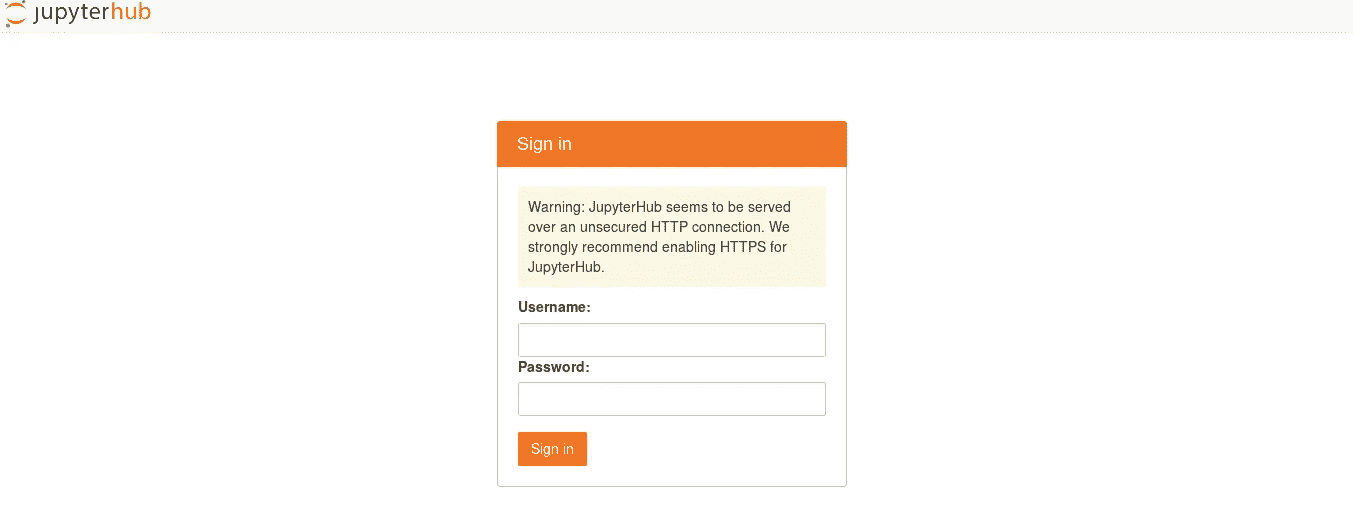 jupyterhub
Sign in
Warning: JupyterHub seems to be served
over an unsecured HTTP connection. We
strongly recommend enabling HTTPS for
JupyterHub.
Username:
Password:
Sign in